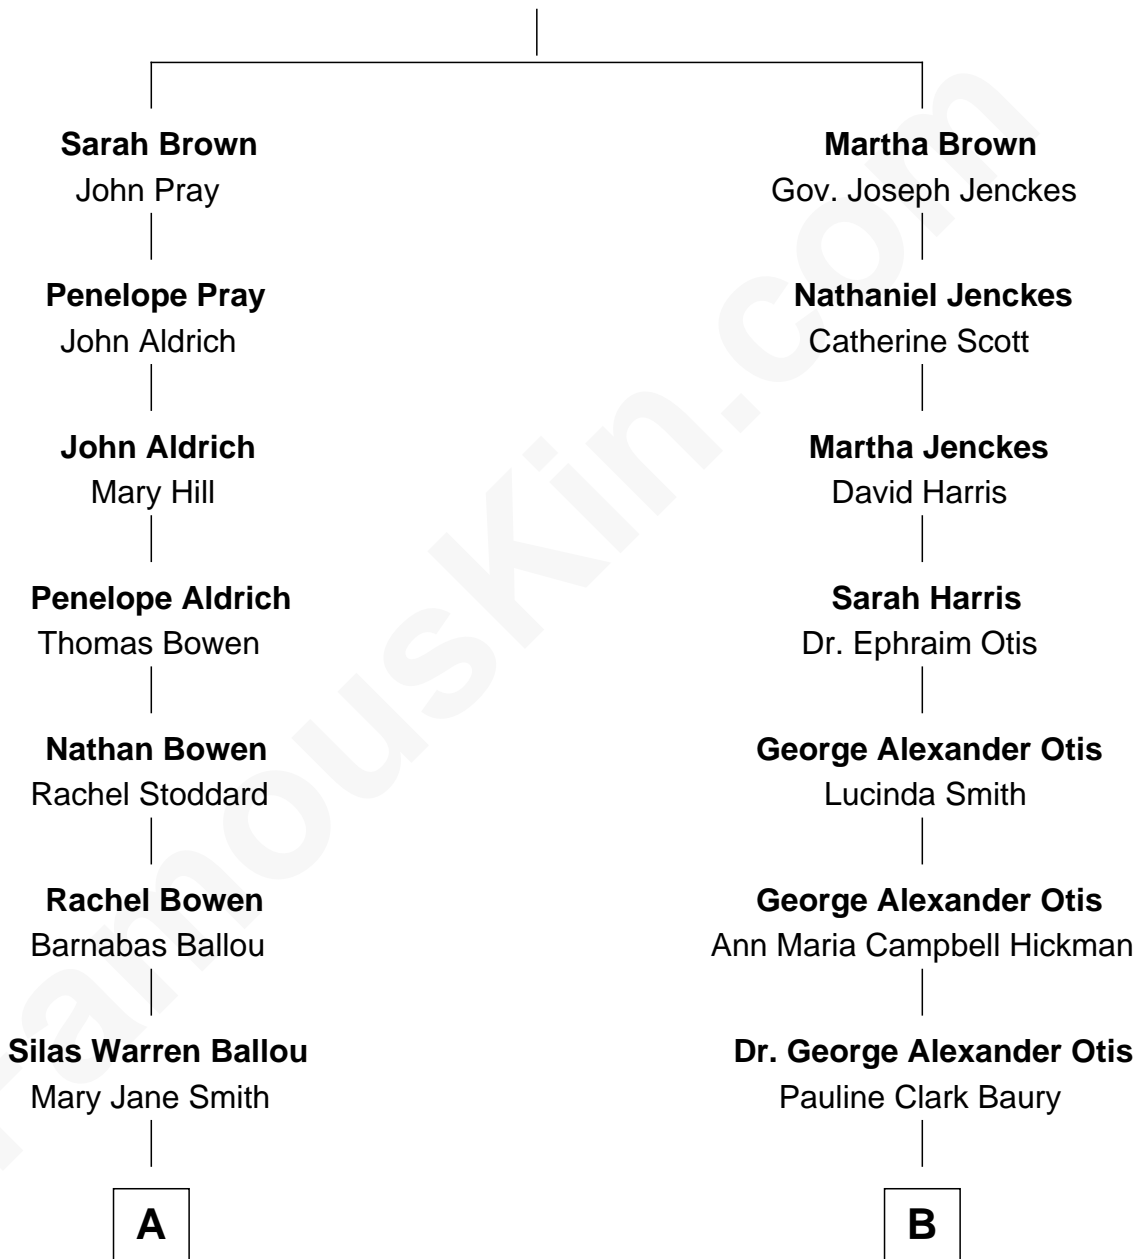 Sarah Brown
John Pray
Penelope Pray
John Aldrich
John Aldrich
Mary Hill
Penelope Aldrich
Thomas Bowen
Nathan Bowen
Rachel Stoddard
Rachel Bowen
Barnabas Ballou
Silas Warren Ballou
Mary Jane Smith
A
Martha Brown
Gov. Joseph Jenckes
Nathaniel Jenckes
Catherine Scott
Martha Jenckes
David Harris
Sarah Harris
Dr. Ephraim Otis
George Alexander Otis
Lucinda Smith
George Alexander Otis
Ann Maria Campbell Hickman
Dr. George Alexander Otis
Pauline Clark Baury
B
FamousKin.com